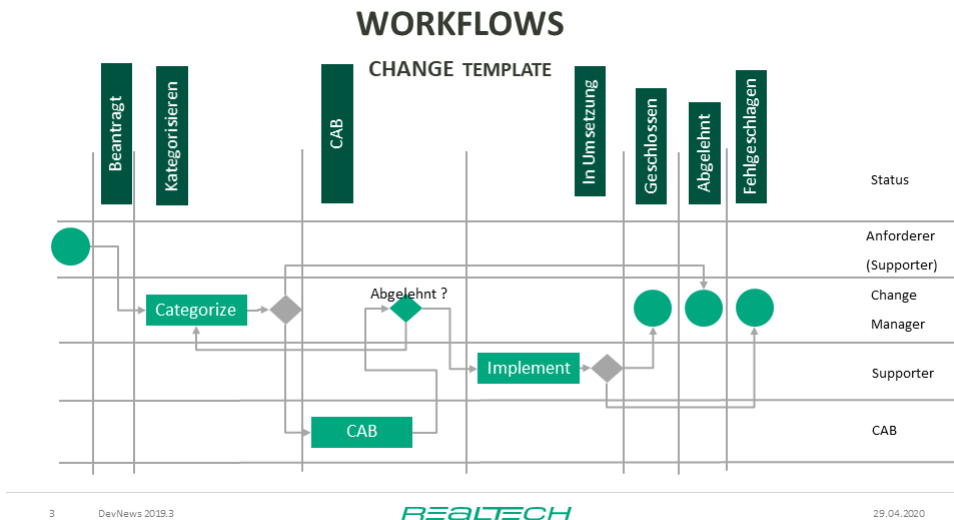 WORKFLOWS
CHANGE TEMPLATE
Beantragt
Kategorisieren
CAB
In Umsetzung
Geschlossen
Abgelehnt
Fehlgeschlagen
Status
Anforderer
(Supporter)
Abgelehnt ?
Categorize
Change
Manager
Implement
Supporter
CAB
CAB
3
DevNews 2019.3
REALTECH
29.04.2020